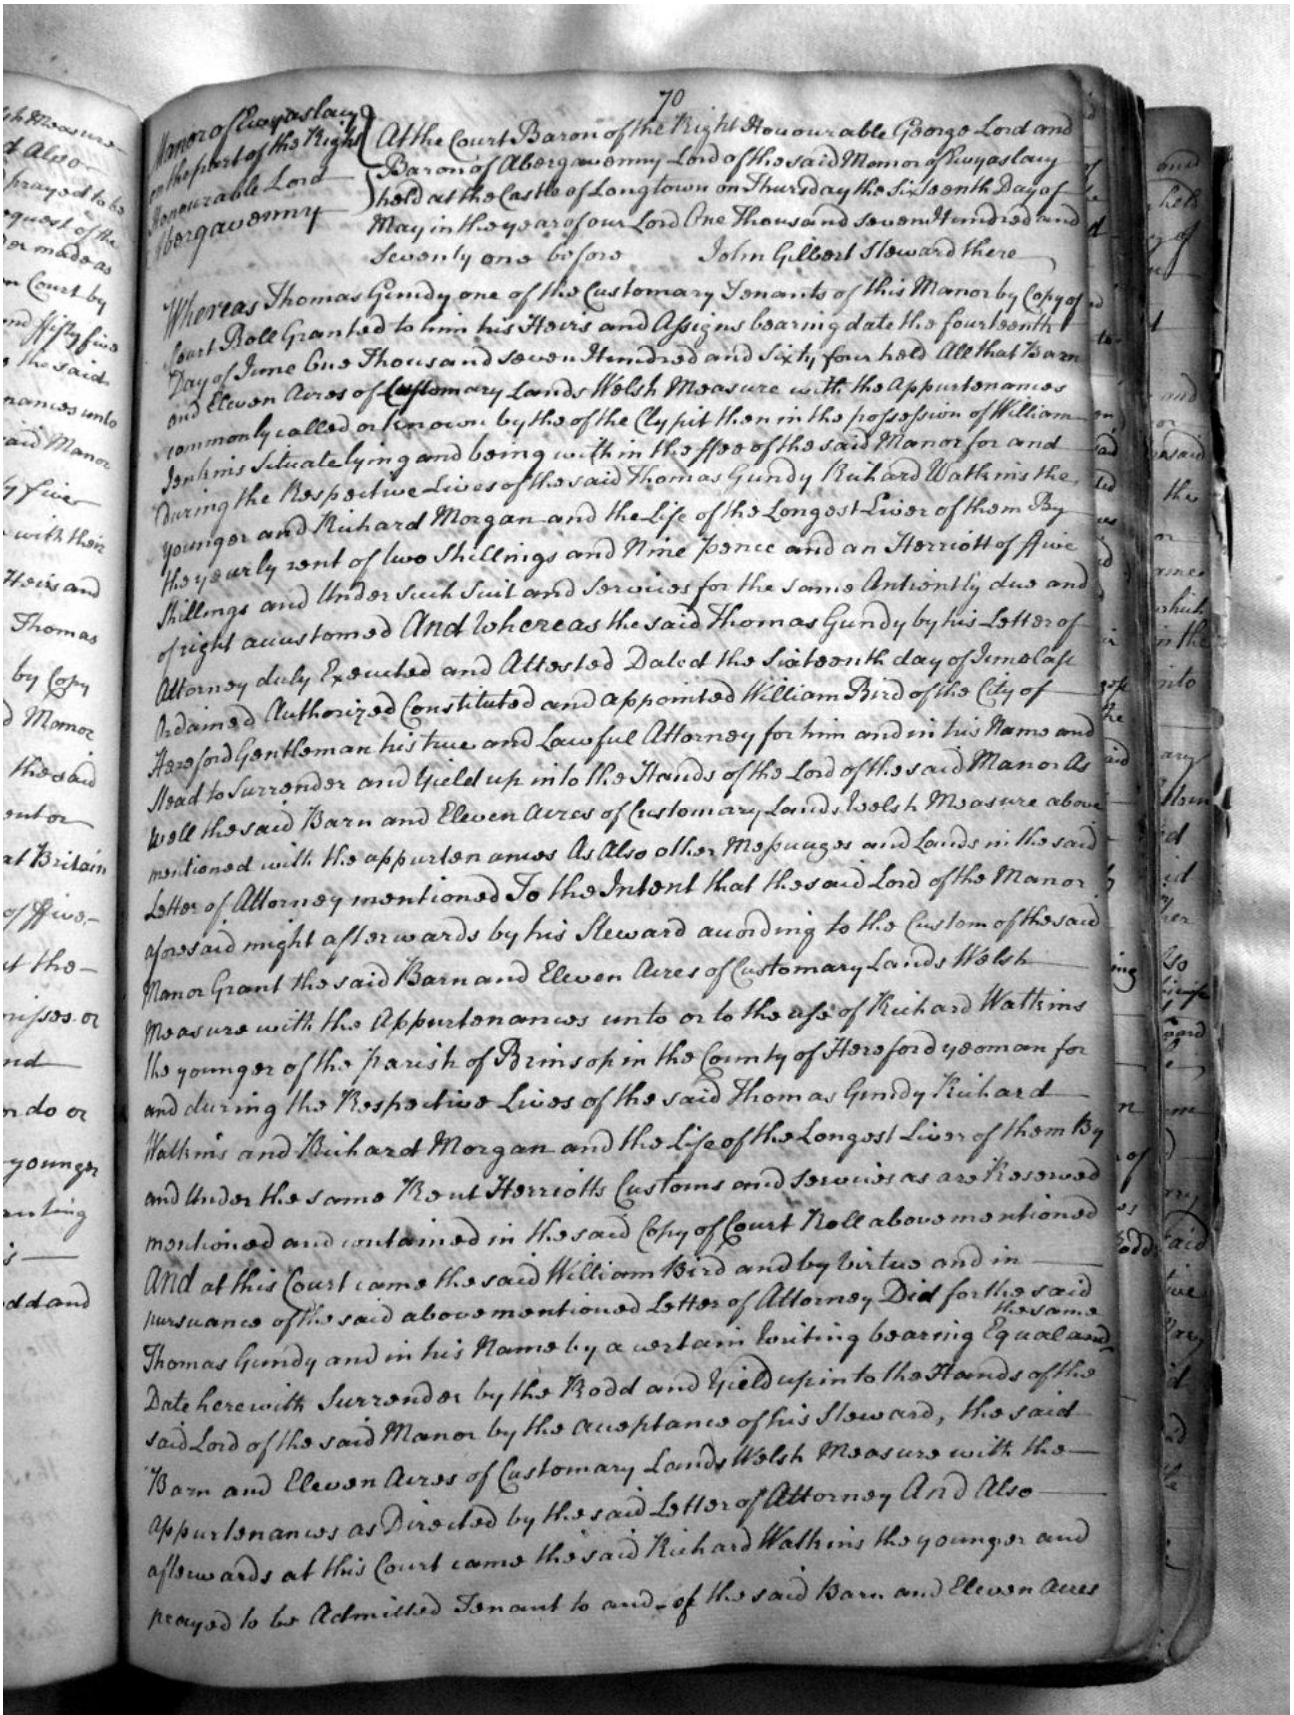 70
Manor of Ewyaslacy
on the part of the Right
Honourable Lord
Abergavenny
At the Court Baron of the Right Honourable George Lord and
Baron of Abergavenny Lord of the said Manor of Ewyaslacy
held at the Castle of Longtown on Thursday the Sixteenth Day of
May in the year of our Lord One Thousand seven Hundred and
Seventy one before John Gilbert Steward there
Whereas Thomas Gundy one of the Customary Tenants of this Manor by Copy of
Court Roll Granted to him his Heirs and Assigns bearing date the fourteenth
Day of June One Thousand seven Hundred and Sixty four held All that Barn
and Eleven Acres of Customary Lands Welsh Measure with the Appurtenances
commonly called or known by the of the Clypit then in the possession of William
Jenkins Situate lying and being within the ffee of the said Manor for and
during the Respective Lives of the said Thomas Gundy Richard Watkins the
younger and Richard Morgan and the Life of the Longest Liver of them By
the yearly rent of two Shillings and Nine pence and an Herriott of ffive
Shillings and Under such Suit and Services for the same Antiently due and
of right accustomed And Whereas the said Thomas Gundy by his Letter of
Attorney duly Executed and Attested Dated the Sixteenth day of June last
Ordained Authorized Constituted and appointed William Bird of the City of
Hereford Gentleman his true and Lawful Attorney for him and in his Name and
Stead to Surrender and Yield up into the Hands of the Lord of the said Manor As
well the said Barn and Eleven Acres of Customary Lands Welsh Measure above
mentioned with the appurtenances As Also other Messuages and Lands in the said
Letter of Attorney mentioned To the Intent that the said Lord of the Manor
aforesaid might afterwards by his Steward according to the Custom of the said
Manor Grant the said Barn and Eleven Acres of Customary Lands Welsh
Measure with the Appurtenances unto or to the use of Richard Watkins
the younger of the parish of Brinsop in the County of Hereford yeoman for
and during the Respective Lives of the said Thomas Gundy Richard
Watkins and Richard Morgan and the Life of the Longest Liver of them By
and Under the same Rent Herriotts Customs and services as are Reserved
mentioned and contained in the said Copy of Court Roll above mentioned
And at this Court came the said William Bird and by Virtue and in
pursuance of the said above mentioned Letter of Attorney Did for the said
the same
Thomas Gundy and in his Name by a certain Writing bearing Equal and
Date herewith Surrender by the Rodd and Yield up into the Hands of the
said Lord of the said Manor by the acceptance of his Steward, the said
Barn and Eleven Acres of Customary Lands Welsh Measure with the
appurtenances as Directed by the said Letter of Attorney And Also
afterwards at this Court came the said Richard Watkins the younger and
prayed to be Admitted Tenant to and of the said Barn and Eleven Acres